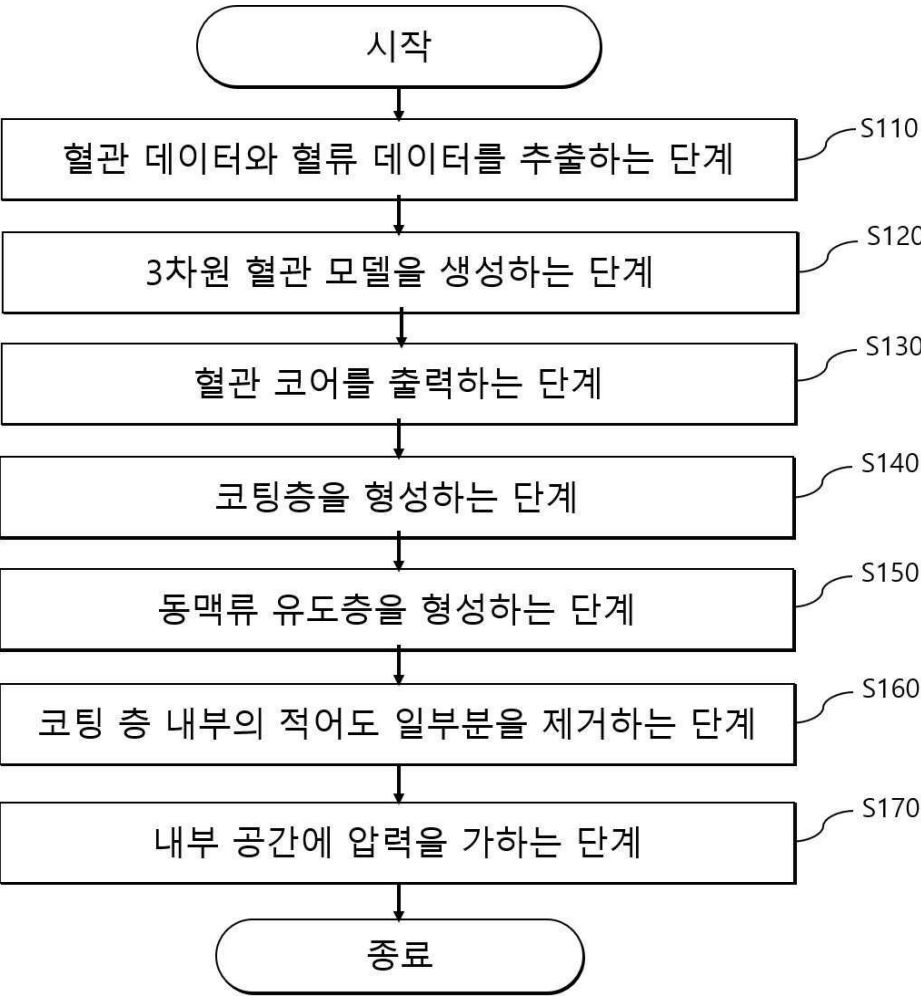 시작
혈관 데이터와 혈류 데이터를 추출하는 단계
S110
3차원 혈관 모델을 생성하는 단계
S120
혈관 코어를 출력하는 단계
S130
코팅층을 형성하는 단계
S140
동맥류 유도층을 형성하는 단계
S150
코팅 층 내부의 적어도 일부분을 제거하는 단계
S160
내부 공간에 압력을 가하는 단계
S170
종료